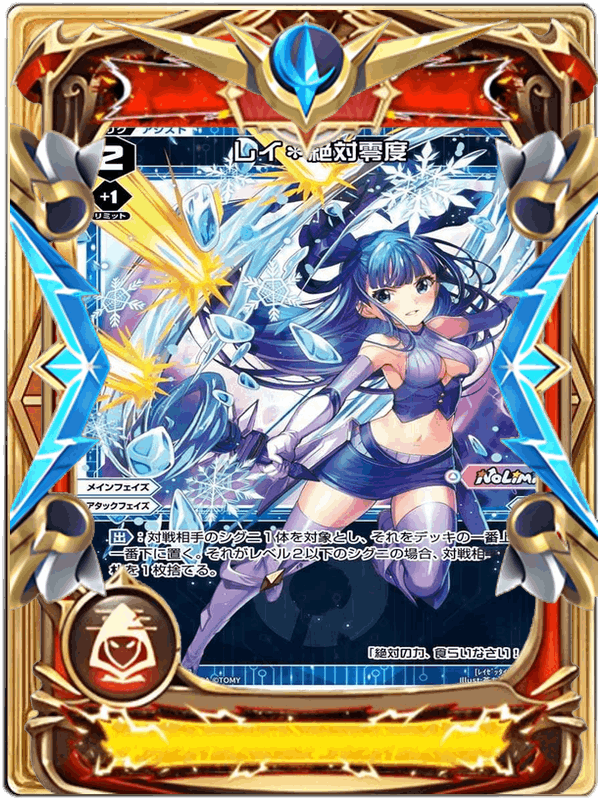 アシスト
2
レイ＊絶対零度
+1
リミット
NoLiMi
メインフェイズ
アタックフェイズ
出：対戦相手のシグニ１体を対象とし、それをデッキの一番上
一番下に置く。それがレベル２以下のシグニの場合、対戦相
を１枚捨てる。
「絶対の力、食らいなさい！
©TOMY
Illust